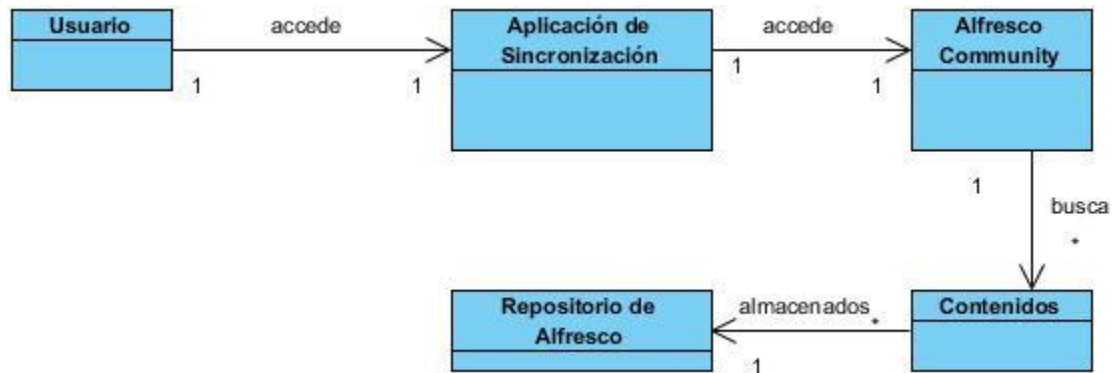 Usuario
accede
1
1
Aplicación de
Sincronización
accede
1
1
Alfresco
Community
1
busca
*
Repositorio de
Alfresco
almacenados
*
1
Contenidos